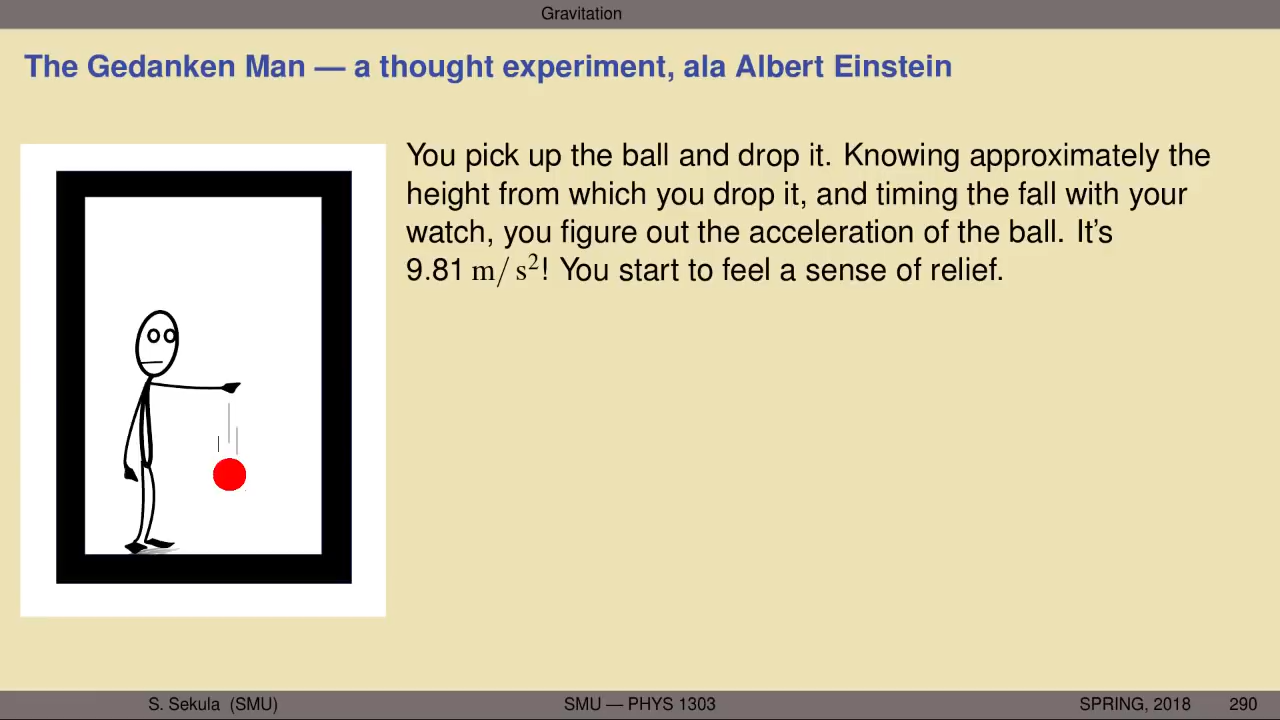 Gravitation
The Gedanken Man — a thought experiment, ala Albert Einstein
You pick up the ball and drop it. Knowing approximately the
height from which you drop it, and timing the fall with your
watch, you figure out the acceleration of the ball. It's
9.81 m/ s²! You start to feel a sense of relief.
S. Sekula (SMU) SMU — PHYS 1303 SPRING, 2018 290